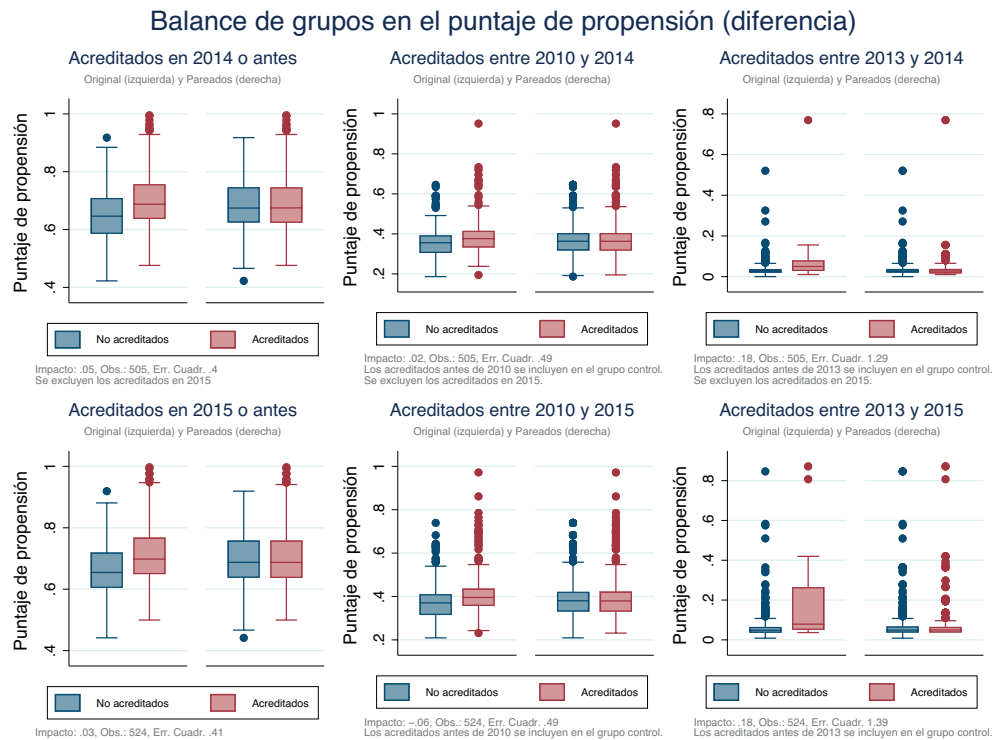 Balance de grupos en el puntaje de propensión (diferencia)
Acreditados en 2014 o antes
Original (izquierda) y Pareados (derecha)
Puntaje de propensión
1
.8
.6
.4
No acreditados
Acreditados
Impacto: .05, Obs.: 505, Err. Cuadr. .4
Se excluyen los acreditados en 2015
Acreditados entre 2010 y 2014
Original (izquierda) y Pareados (derecha)
Puntaje de propensión
1
.8
.6
.4
.2
No acreditados
Acreditados
Impacto: .02, Obs.: 505, Err. Cuadr. .49
Los acreditados antes de 2010 se incluyen en el grupo control.
Se excluyen los acreditados en 2015.
Acreditados entre 2013 y 2014
Original (izquierda) y Pareados (derecha)
Puntaje de propensión
.8
.6
.4
.2
0
No acreditados
Acreditados
Impacto: .18, Obs.: 505, Err. Cuadr. 1.29
Los acreditados antes de 2013 se incluyen en el grupo control.
Se excluyen los acreditados en 2015.
Acreditados en 2015 o antes
Original (izquierda) y Pareados (derecha)
Puntaje de propensión
1
.8
.6
.4
No acreditados
Acreditados
Impacto: .03, Obs.: 524, Err. Cuadr. .41
Acreditados entre 2010 y 2015
Original (izquierda) y Pareados (derecha)
Puntaje de propensión
1
.8
.6
.4
.2
No acreditados
Acreditados
Impacto: −.06, Obs.: 524, Err. Cuadr. .49
Los acreditados antes de 2010 se incluyen en el grupo control.
Acreditados entre 2013 y 2015
Original (izquierda) y Pareados (derecha)
Puntaje de propensión
.8
.6
.4
.2
0
No acreditados
Acreditados
Impacto: .18, Obs.: 524, Err. Cuadr. 1.39
Los acreditados antes de 2013 se incluyen en el grupo control.